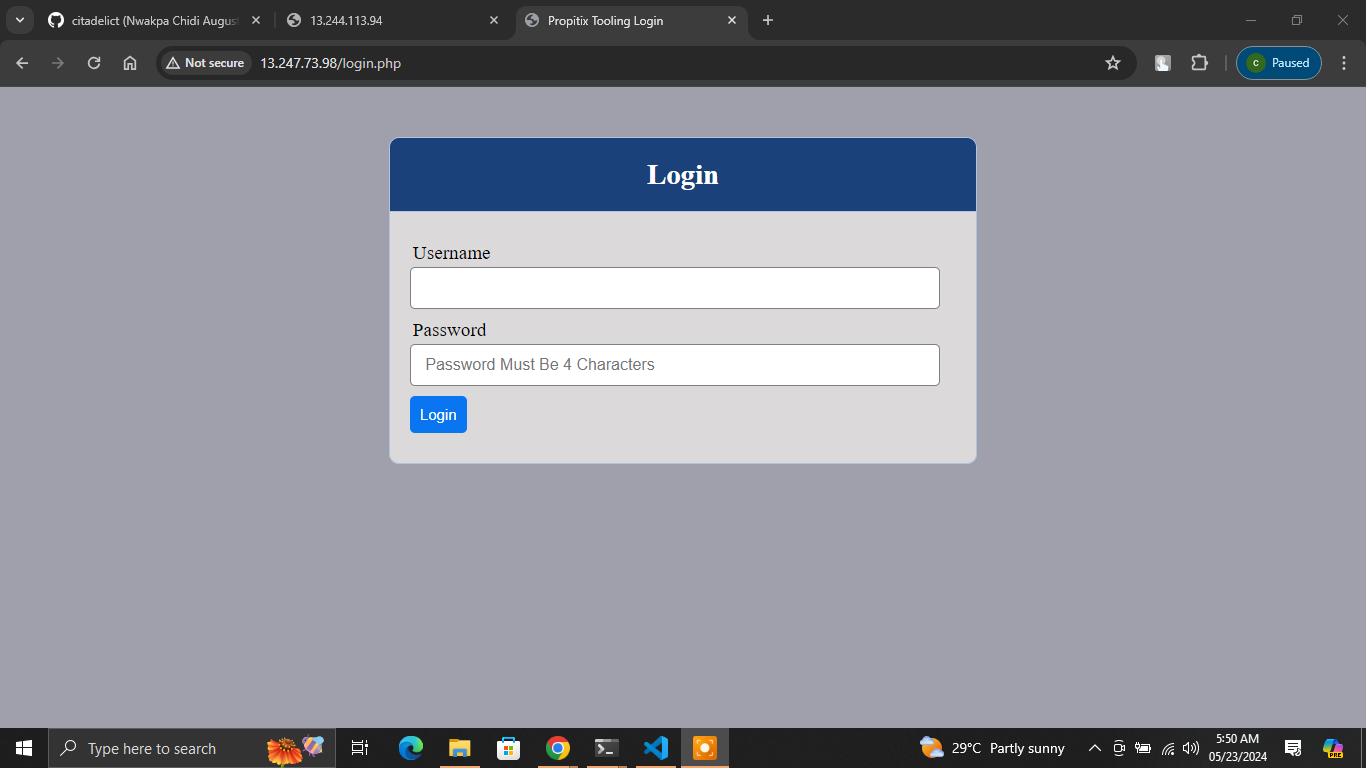 citadelict (Nwakpa Chidi August
13.244.113.94
Propitix Tooling Login
Not secure
13.247.73.98/login.php
c
Paused
Login
Username
Password
Password Must Be 4 Characters
Login
Type here to search
29°C Partly sunny
5:50 AM
05/23/2024
PRE